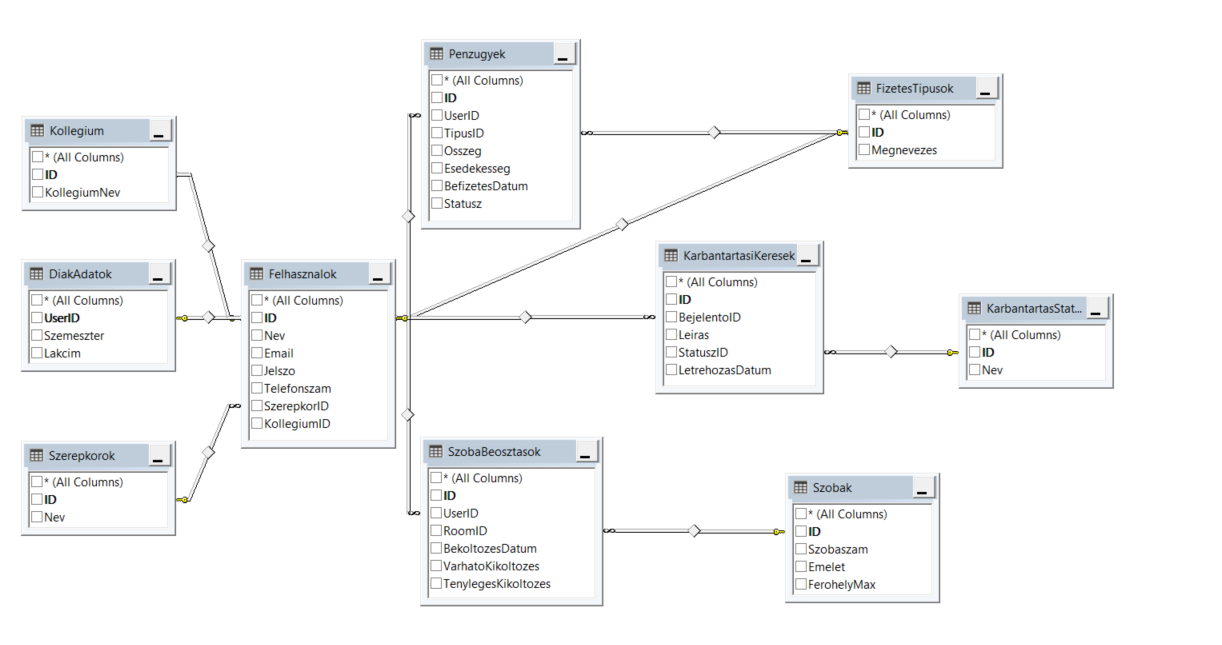 Penzugyek
* (All Columns)
ID
UserID
TipusID
Osszeg
Esedekesseg
BefizetesDatum
Statusz
FizetesTipusok
* (All Columns)
ID
Megnevezes
Kollegium
* (All Columns)
ID
KollegiumNev
DiakAdatok
* (All Columns)
UserID
Szemeszter
Lakcim
Felhasznalok
* (All Columns)
ID
Nev
Email
Jelszo
Telefonszam
SzerepkorID
KollegiumID
KarbantartasiKeresek
* (All Columns)
ID
BejelentoID
Leiras
StatuszID
LetrehozasDatum
KarbantartasStat...
* (All Columns)
ID
Nev
Szerepkorok
* (All Columns)
ID
Nev
SzobaBeosztasok
* (All Columns)
ID
UserID
RoomID
BekoltozesDatum
VarhatoKikoltozes
TenylegesKikoltozes
Szobak
* (All Columns)
ID
Szobaszam
Emelet
FerohelyMax